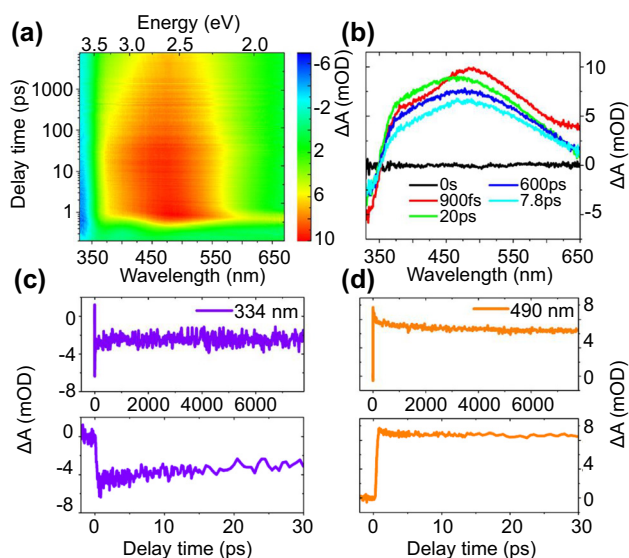 (a)
Energy (eV)
3.5 3.0 2.5 2.0
Delay time (ps)
1000
100
10
1
350 450 550 650
Wavelength (nm)
-6
-2
2
6
10
ΔA (mOD)
(b)
10
5
0
-5
ΔA (mOD)
0s
900fs
20ps
600ps
7.8ps
350 450 550 650
Wavelength (nm)
(c)
334 nm
0
-4
-8
0 2000 4000 6000
0
-4
-8
ΔA (mOD)
0 10 20 30
Delay time (ps)
(d)
490 nm
8
4
0
0 2000 4000 6000
8
4
0
ΔA (mOD)
0 10 20 30
Delay time (ps)